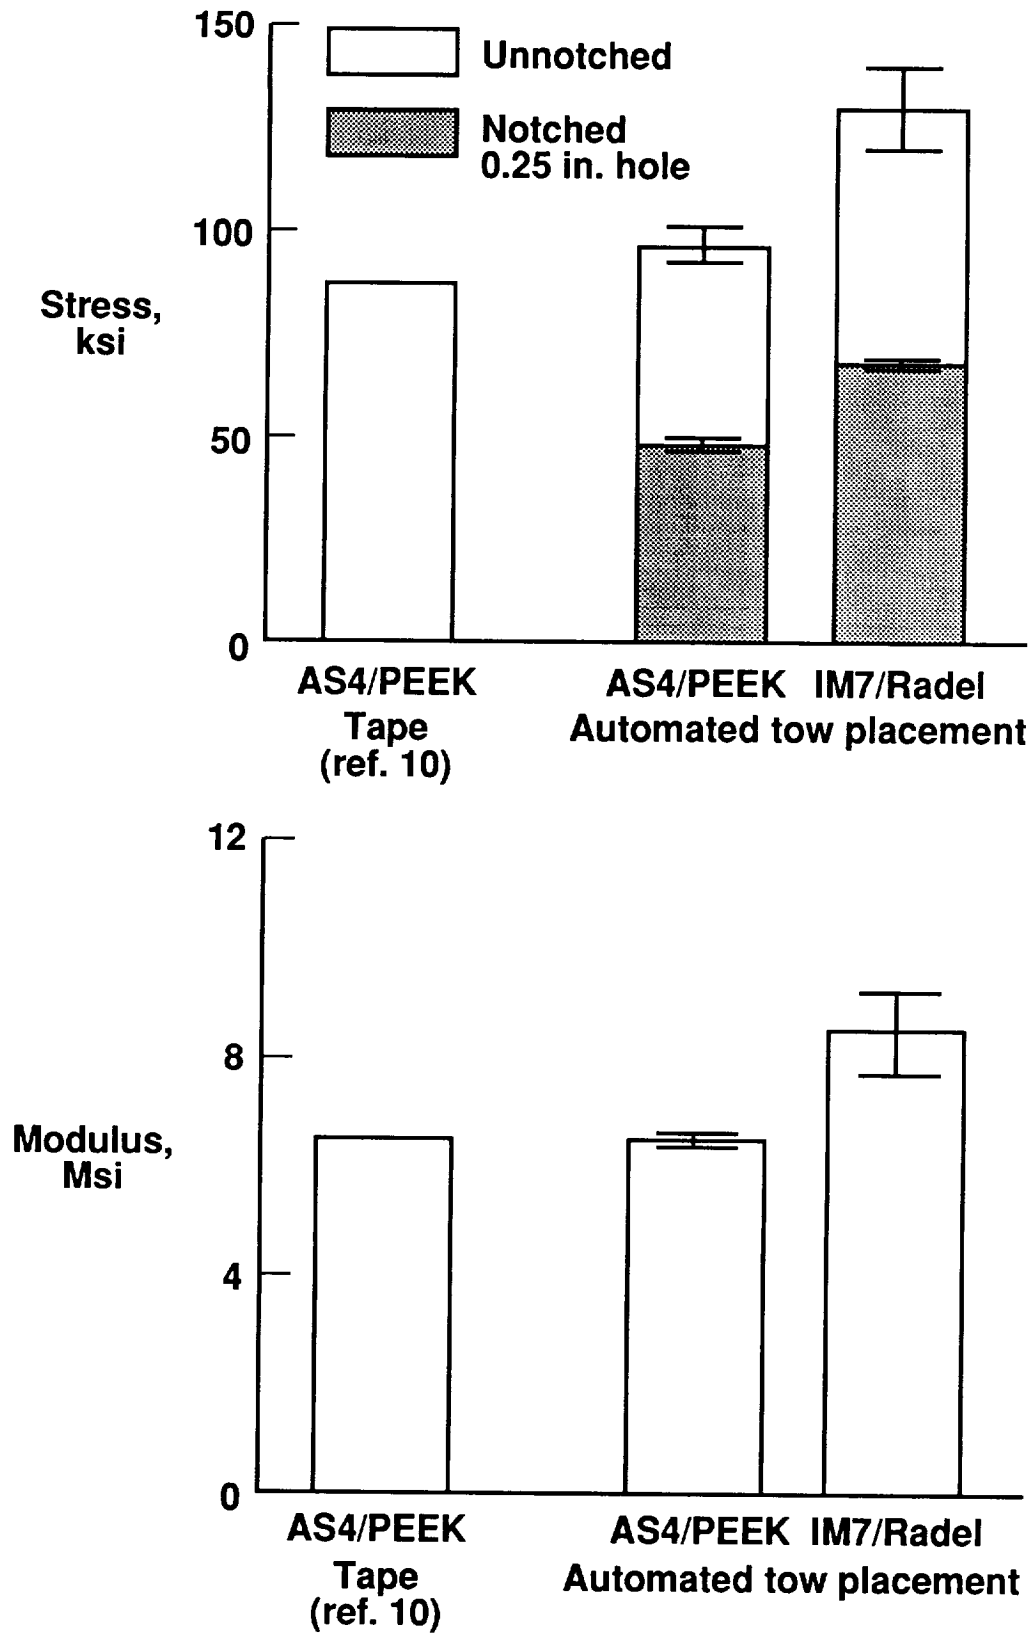 150
Unnotched
Notched
0.25 in. hole
100
Stress,
ksi
50
0
AS4/PEEK AS4/PEEK IM7/Radel
Tape Automated tow placement
(ref. 10)
12
8
Modulus,
Msi
4
0
AS4/PEEK AS4/PEEK IM7/Radel
Tape Automated tow placement
(ref. 10)